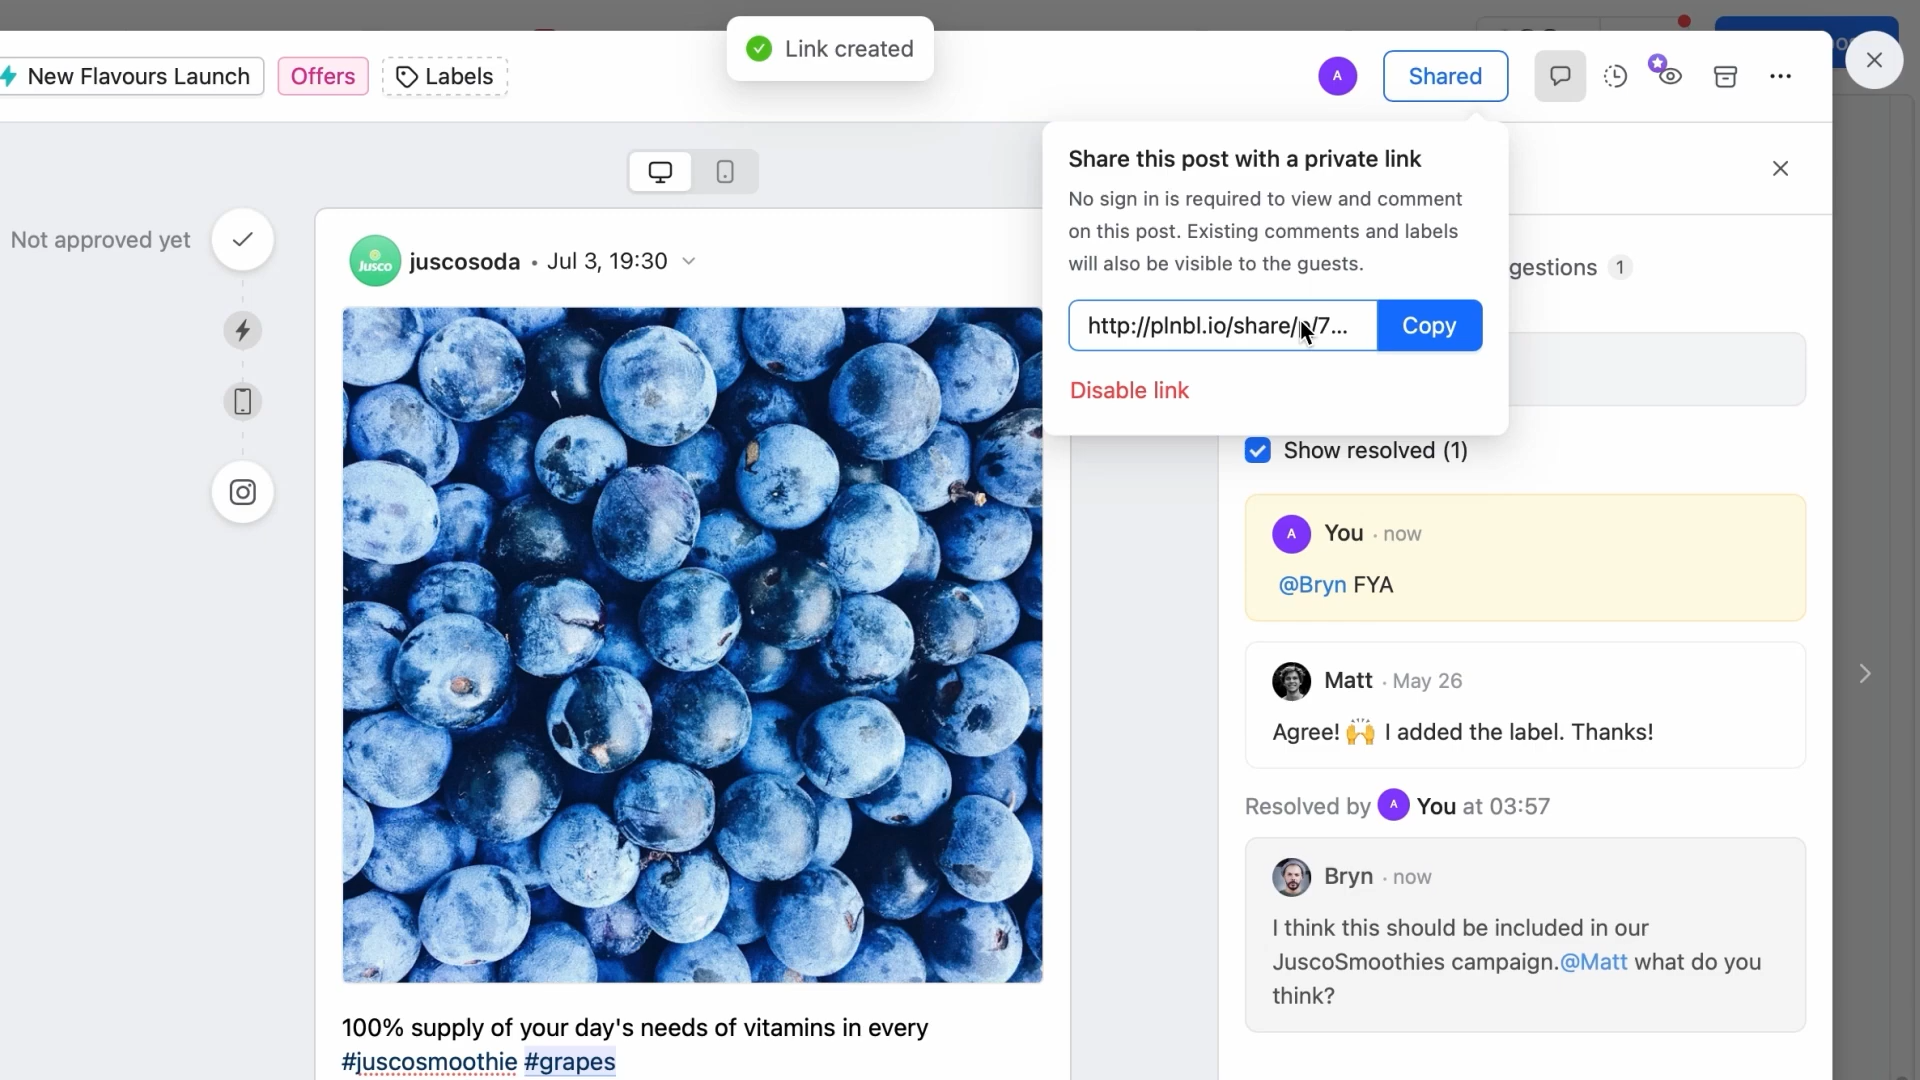 Link created
New Flavours Launch
Offers
Labels
A
Shared
Share this post with a private link
No sign in is required to view and comment
on this post. Existing comments and labels
will also be visible to the guests.
http://plnbl.io/share/p/7...
Copy
Disable link
Not approved yet
Jusco
juscosoda • Jul 3, 19:30
gestions 1
Show resolved (1)
A You · now
@Bryn FYA
Matt · May 26
Agree! 🙌 I added the label. Thanks!
Resolved by A You at 03:57
Bryn · now
I think this should be included in our
JuscoSmoothies campaign.@Matt what do you
think?
100% supply of your day's needs of vitamins in every
#juscosmoothie #grapes